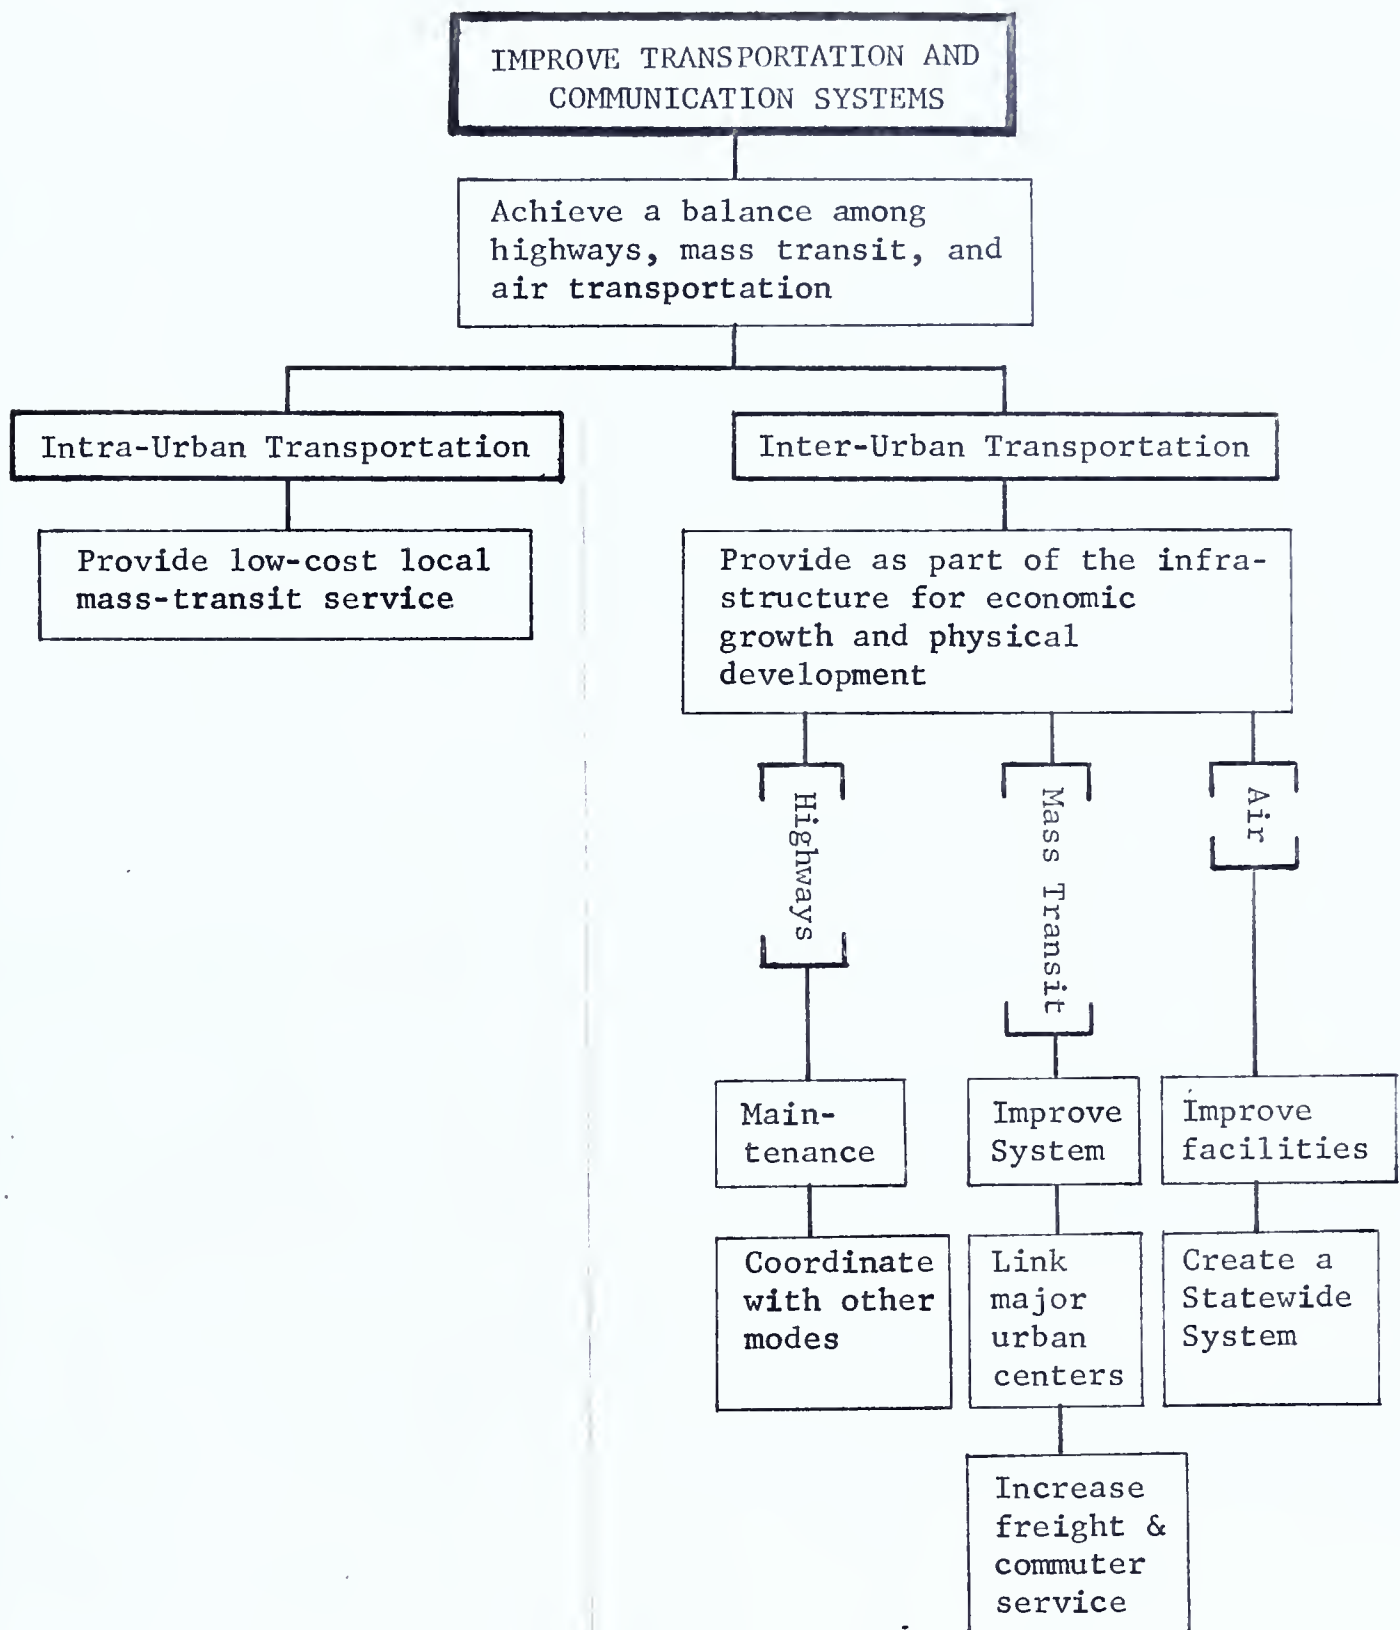 IMPROVE TRANSPORTATION AND
COMMUNICATION SYSTEMS
Achieve a balance among
highways, mass transit, and
air transportation
Intra-Urban Transportation
Inter-Urban Transportation
Provide low-cost local
mass-transit service
Provide as part of the infra-
structure for economic
growth and physical
development
Highways
Mass Transit
Air
Main-
tenance
Improve
System
Improve
facilities
Coordinate
with other
modes
Link
major
urban
centers
Create a
Statewide
System
Increase
freight &
commuter
service